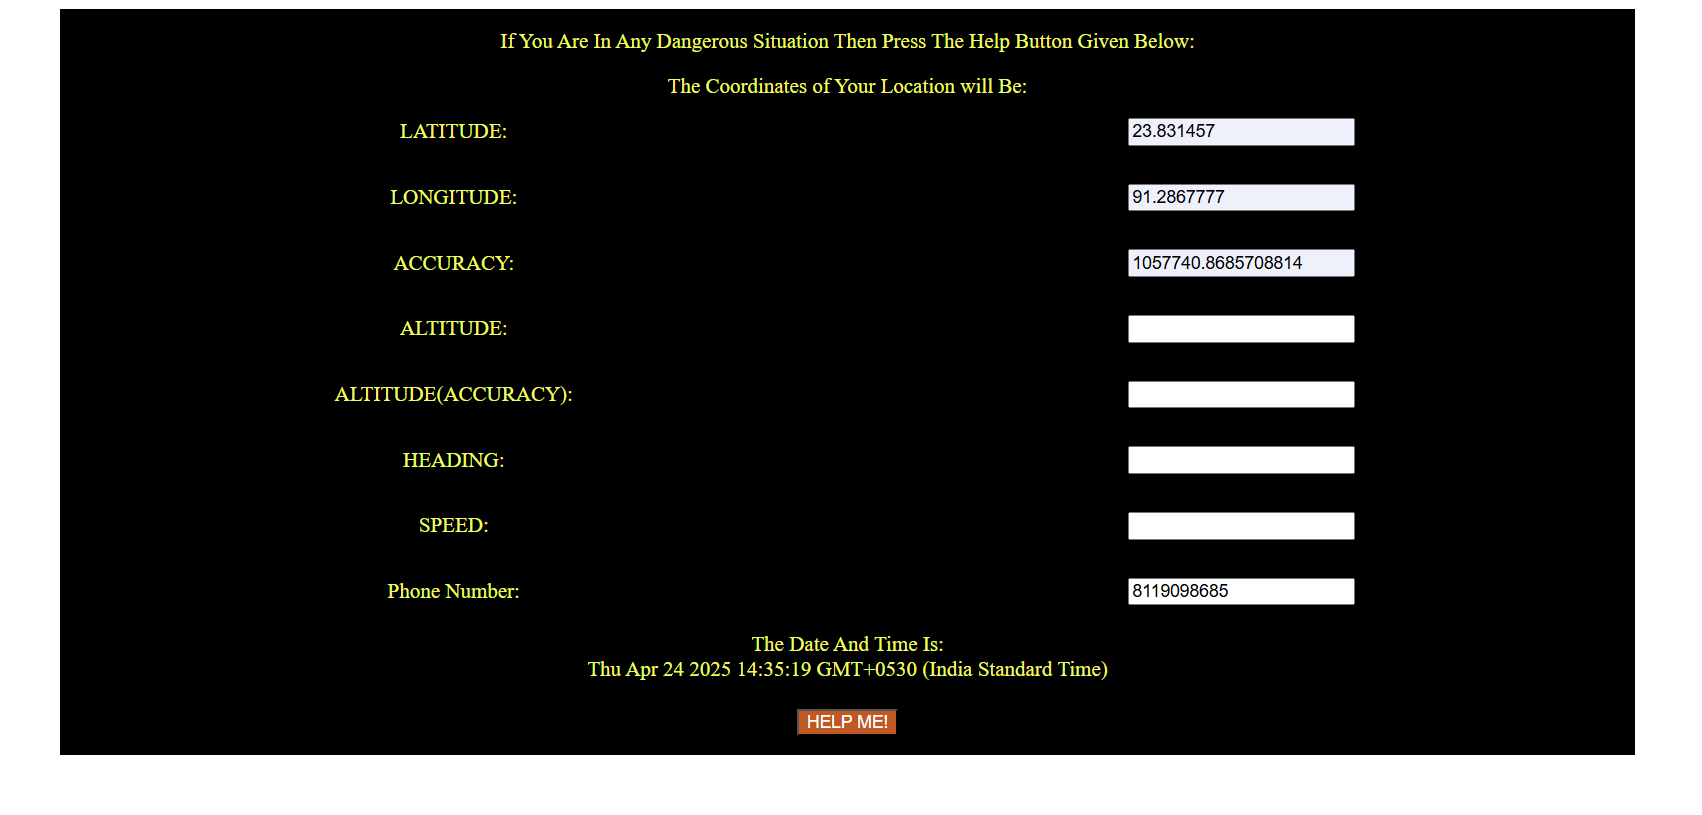 If You Are In Any Dangerous Situation Then Press The Help Button Given Below:
The Coordinates of Your Location will Be:
LATITUDE: 23.831457
LONGITUDE: 91.2867777
ACCURACY: 1057740.8685708814
ALTITUDE:
ALTITUDE(ACCURACY):
HEADING:
SPEED:
Phone Number: 8119098685
The Date And Time Is:
Thu Apr 24 2025 14:35:19 GMT+0530 (India Standard Time)
HELP ME!